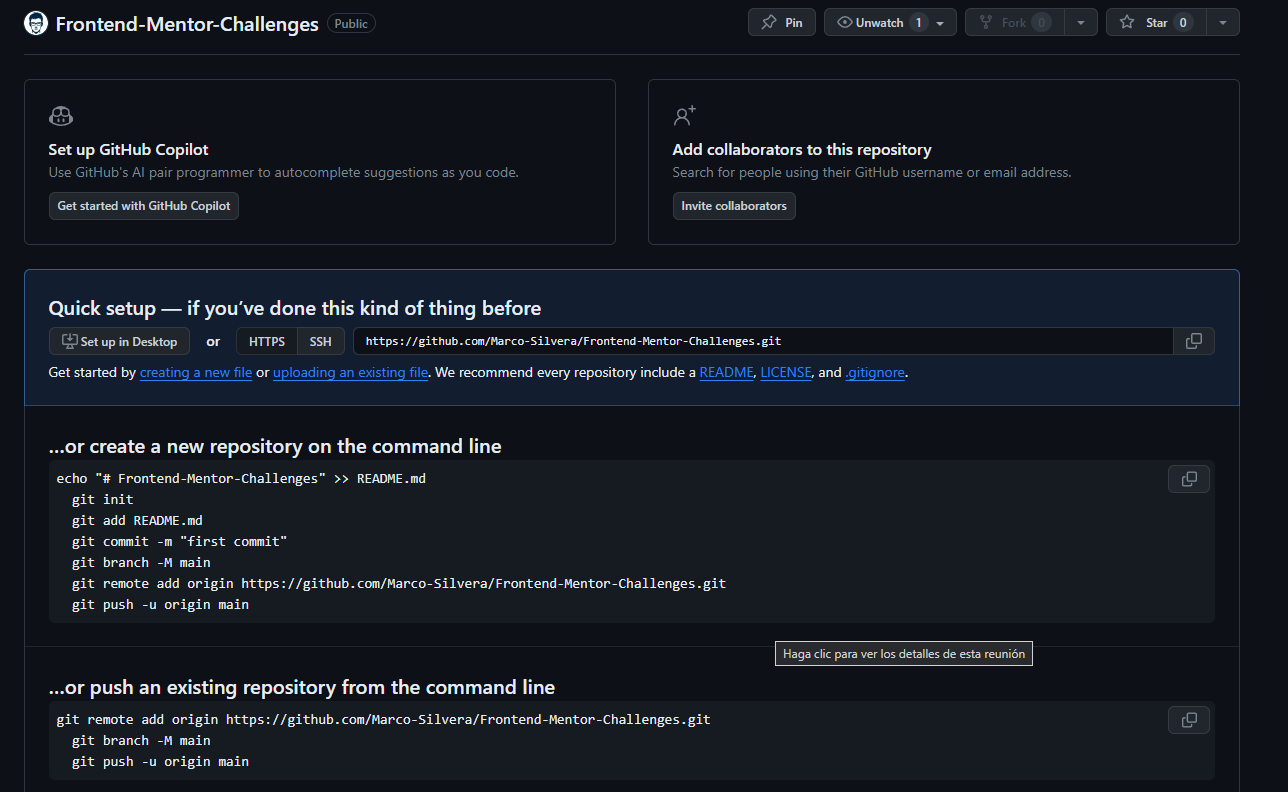 Frontend-Mentor-Challenges Public
Pin Unwatch 1 Fork 0 Star 0
Set up GitHub Copilot
Use GitHub's AI pair programmer to autocomplete suggestions as you code.
Get started with GitHub Copilot
Add collaborators to this repository
Search for people using their GitHub username or email address.
Invite collaborators
Quick setup — if you’ve done this kind of thing before
Set up in Desktop or HTTPS SSH https://github.com/Marco-Silvera/Frontend-Mentor-Challenges.git
Get started by creating a new file or uploading an existing file. We recommend every repository include a README, LICENSE, and .gitignore.
…or create a new repository on the command line
echo "# Frontend-Mentor-Challenges" >> README.md
git init
git add README.md
git commit -m "first commit"
git branch -M main
git remote add origin https://github.com/Marco-Silvera/Frontend-Mentor-Challenges.git
git push -u origin main
Haga clic para ver los detalles de esta reunión
…or push an existing repository from the command line
git remote add origin https://github.com/Marco-Silvera/Frontend-Mentor-Challenges.git
git branch -M main
git push -u origin main